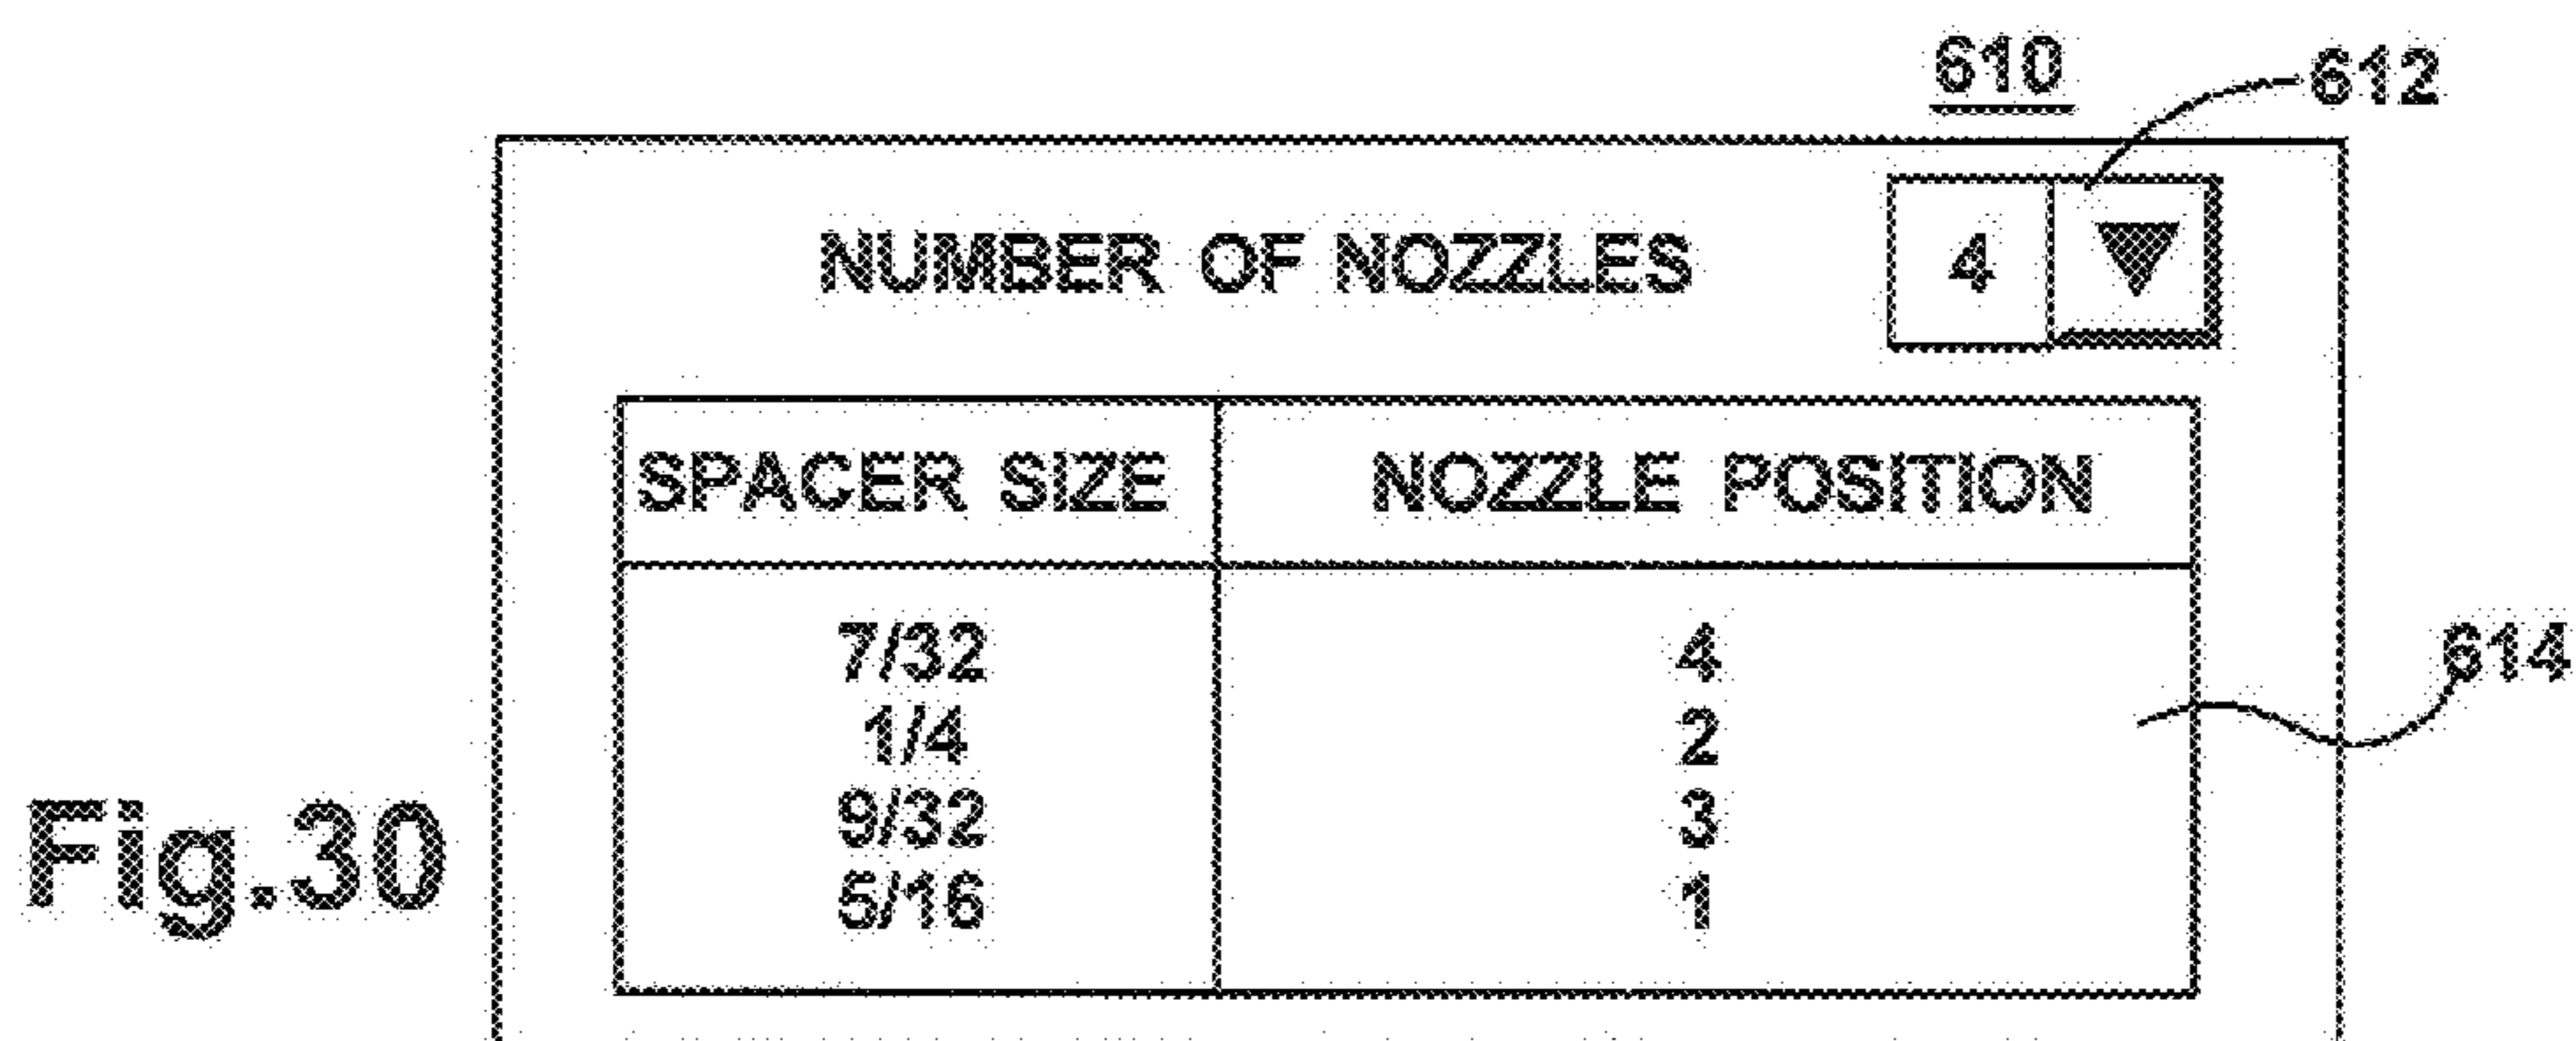 610
612
NUMBER OF NOZZLES 4
SPACER SIZE NOZZLE POSITION
7/32 4
614
1/4 2
9/32 3
Fig.30
5/16 1